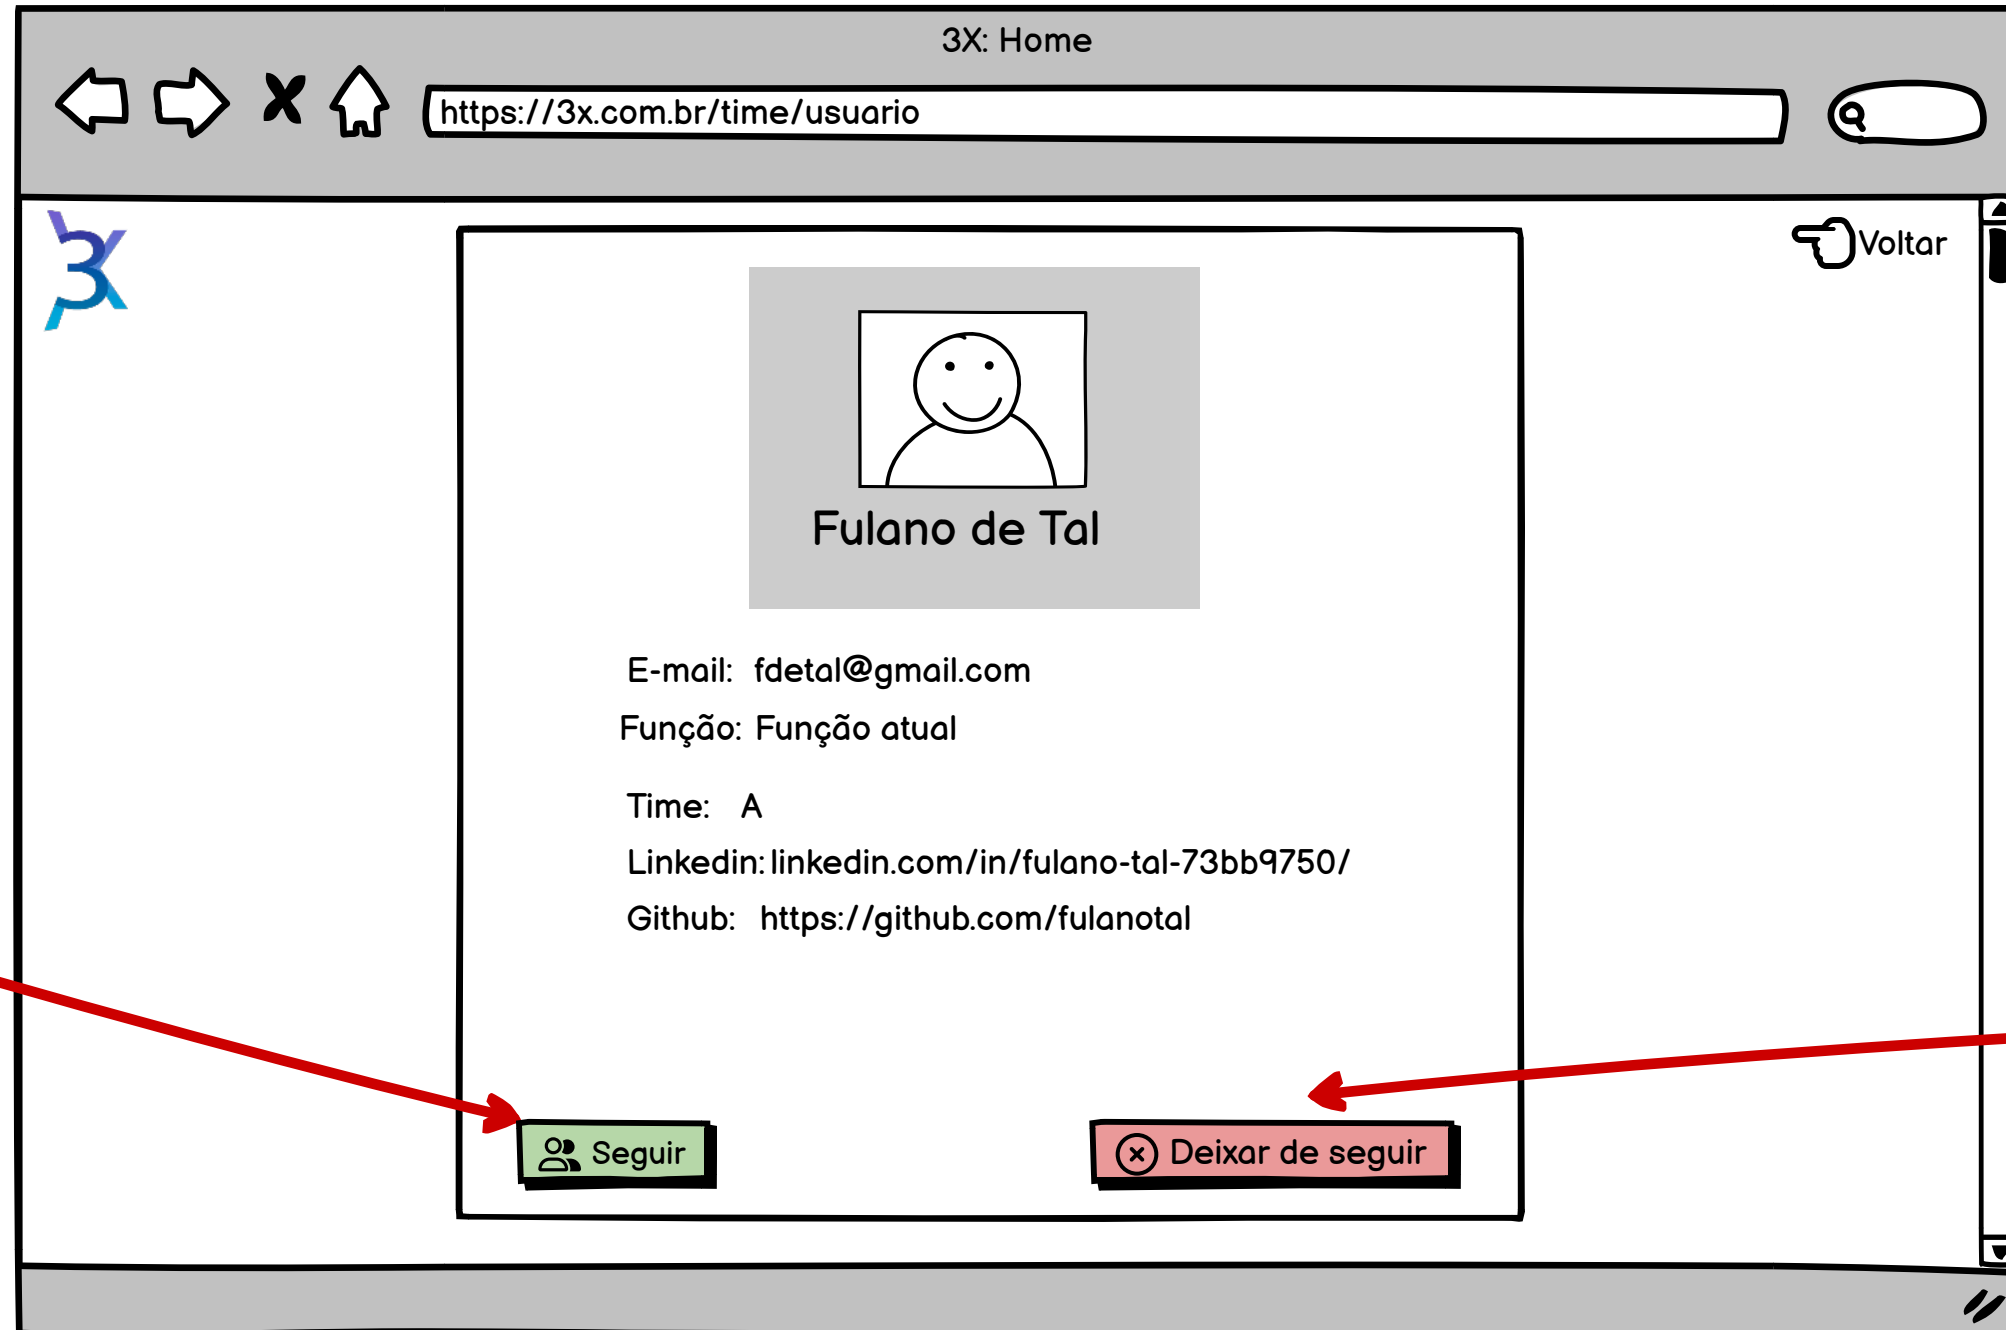 3X: Home
https://3x.com.br/time/usuario
3X
Voltar
Fulano de Tal
E-mail: fdetal@gmail.com
Função: Função atual
Time: A
Linkedin: linkedin.com/in/fulano-tal-73bb9750/
Github: https://github.com/fulanotal
Seguir
Deixar de seguir